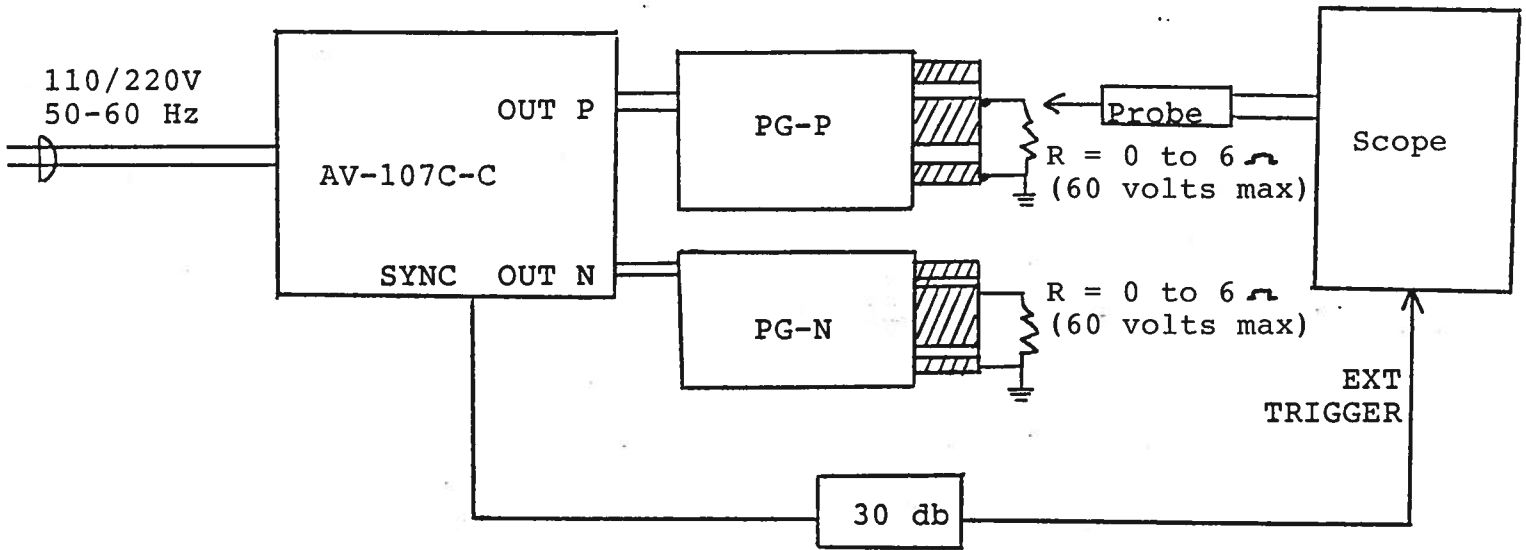 110/220V
50-60 Hz
OUT P
AV-107C-C
SYNC OUT N
PG-P
Probe
Scope
R = 0 to 6 Ω
(60 volts max)
PG-N
R = 0 to 6 Ω
(60 volts max)
EXT
TRIGGER
30 db